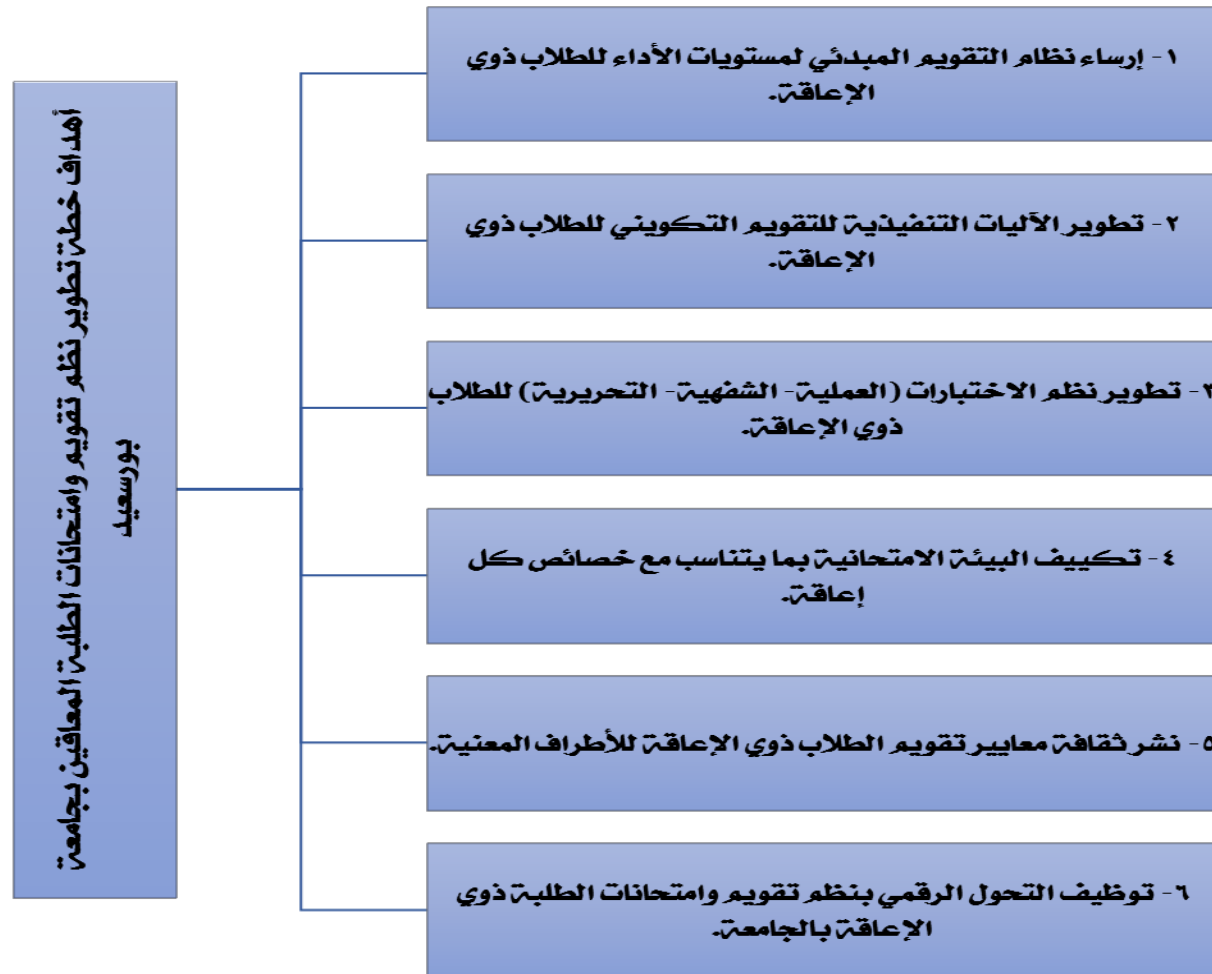 أهداف خطة تطوير نظم تقويم وامتحانات الطلبة المعاقين بجامعة
بورسعيد
١- إرساء نظام التقويم المبدئي لمستويات الأداء للطلاب ذوي
الإعاقة.
٢- تطوير الآليات التنفيذية للتقويم التكويني للطلاب ذوي
الإعاقة.
٣- تطوير نظم الاختبارات (العملية- الشفهية- التحريرية) للطلاب
ذوي الإعاقة.
٤- تكييف البيئة الامتحانية بما يتناسب مع خصائص كل
إعاقة.
٥- نشر ثقافة معايير تقويم الطلاب ذوي الإعاقة للأطراف المعنية.
٦- توظيف التحول الرقمي بنظم تقويم وامتحانات الطلبة ذوي
الإعاقة بالجامعة.